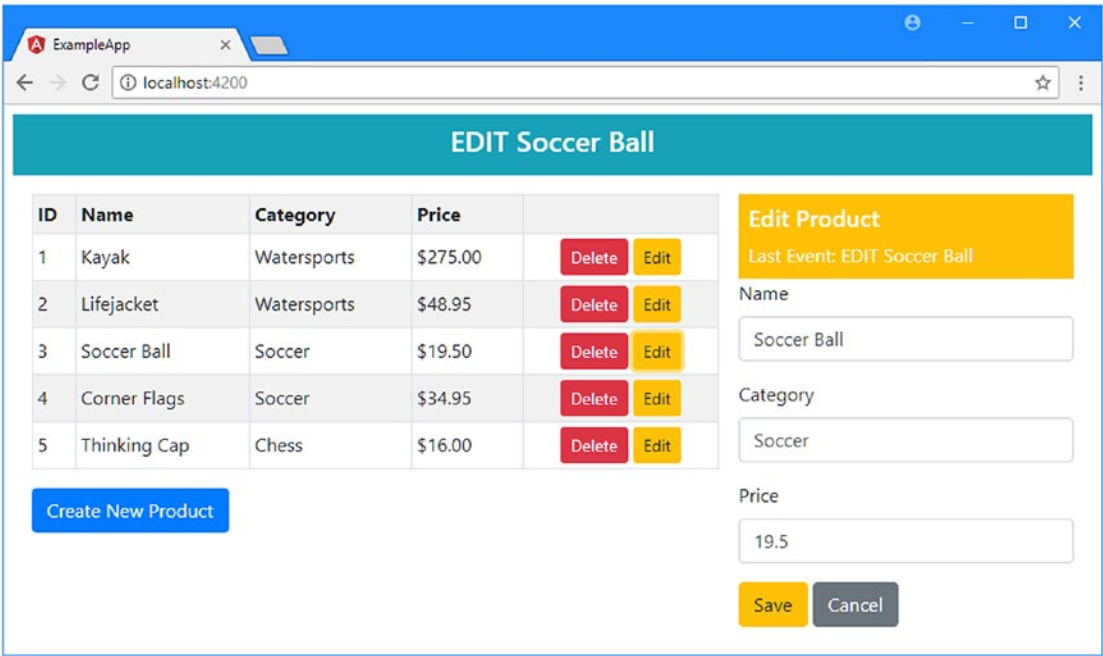 ExampleApp
localhost:4200
EDIT Soccer Ball
ID Name Category Price
1 Kayak Watersports $275.00 Delete Edit
2 Lifejacket Watersports $48.95 Delete Edit
3 Soccer Ball Soccer $19.50 Delete Edit
4 Corner Flags Soccer $34.95 Delete Edit
5 Thinking Cap Chess $16.00 Delete Edit
Create New Product
Edit Product
Last Event: EDIT Soccer Ball
Name
Soccer Ball
Category
Soccer
Price
19.5
Save Cancel